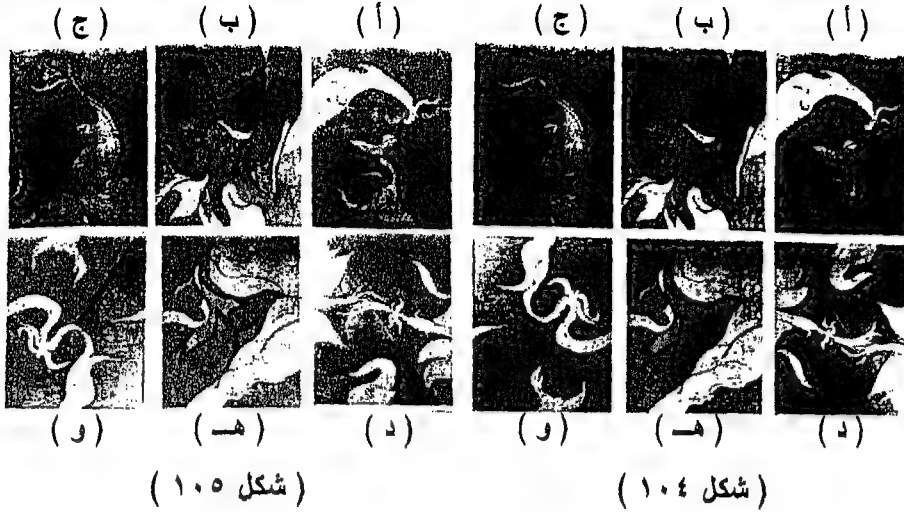 ( أ ) ( ب ) ( ج ) ( أ ) ( ب ) ( ج )
( د ) ( هـ ) ( و ) ( د ) ( هـ ) ( و )
( شكل ١٠٤ ) ( شكل ١٠٥ )